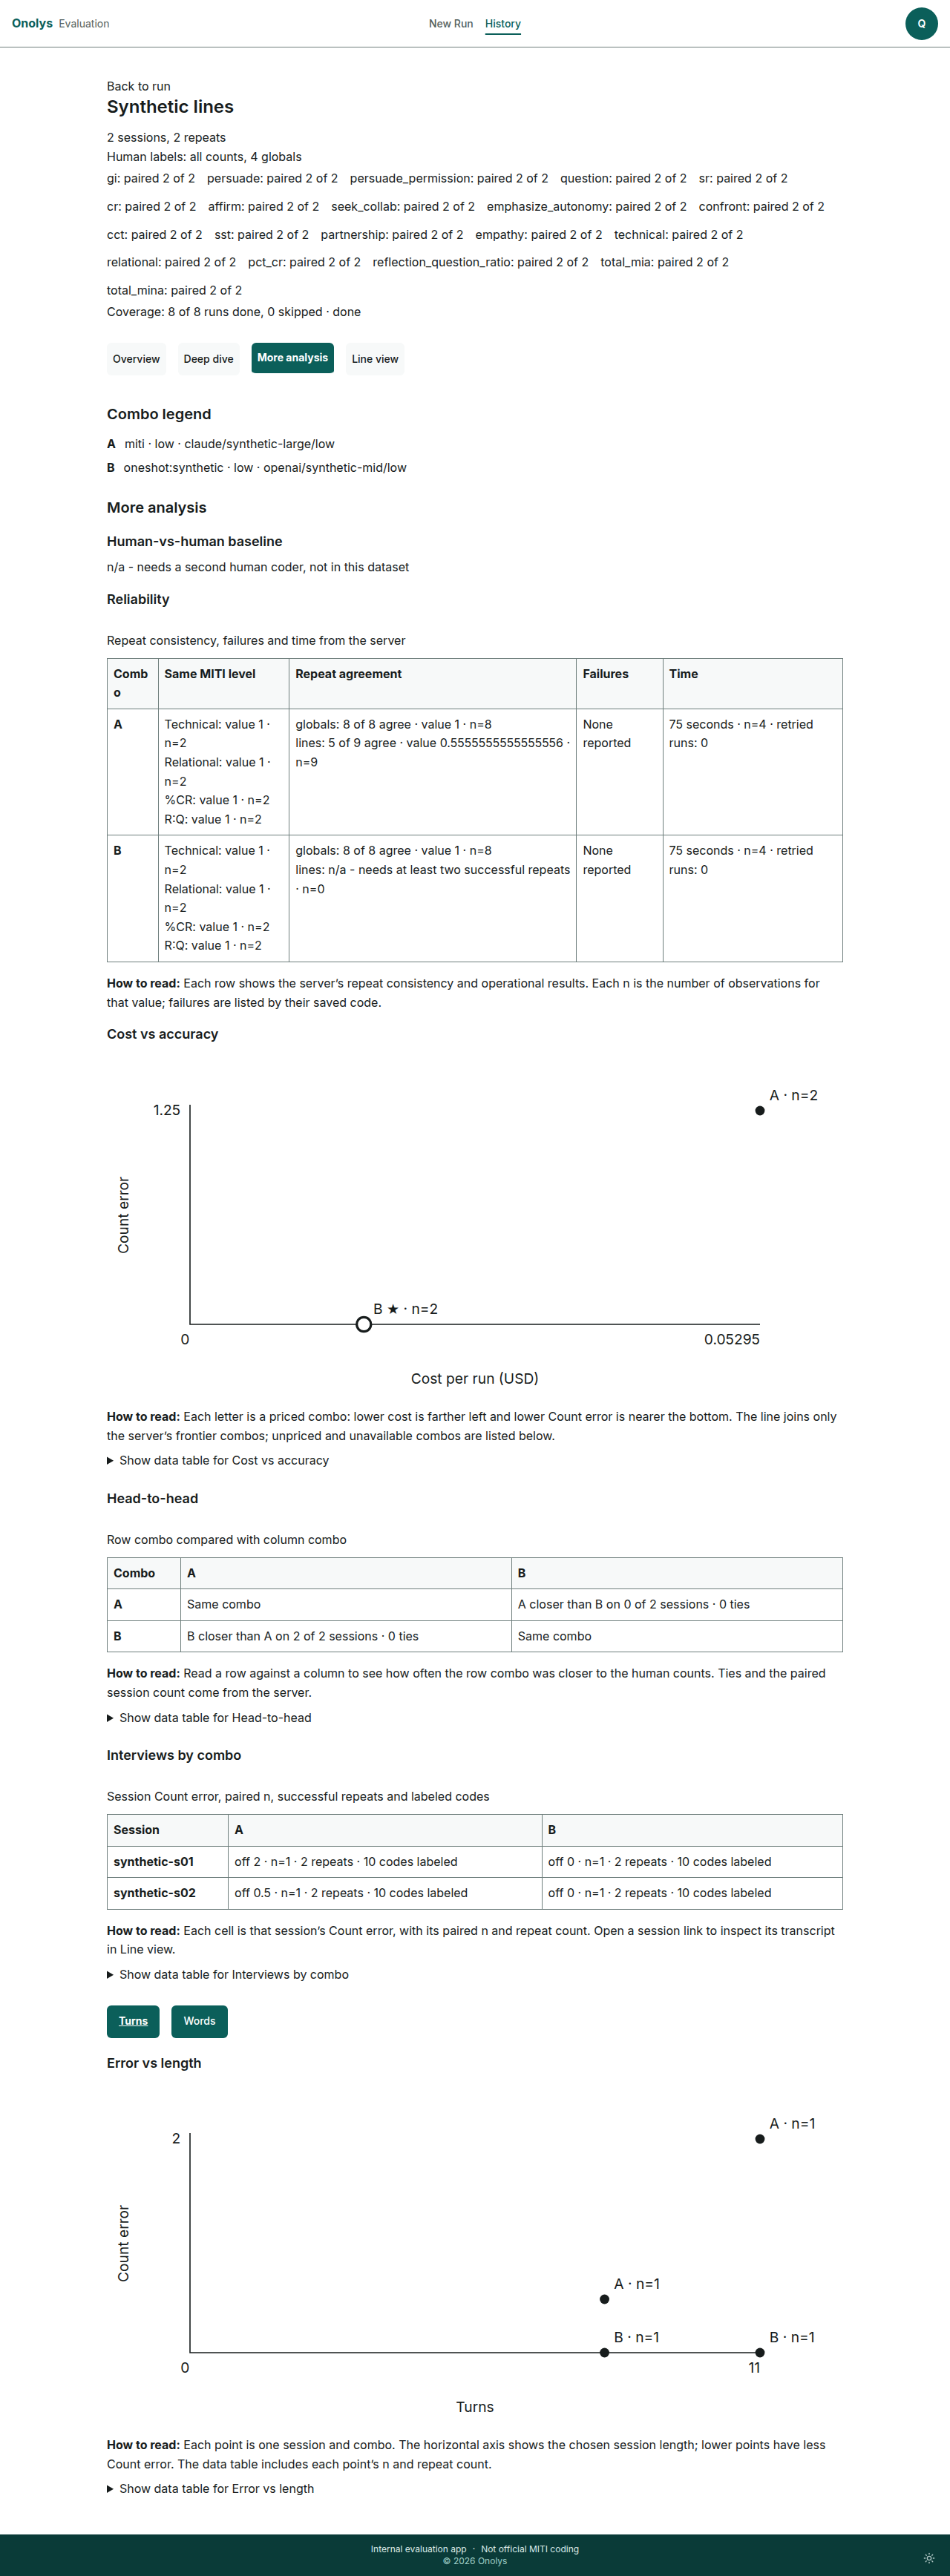 Onolys Evaluation New Run History Q
Back to run
Synthetic lines
2 sessions, 2 repeats
Human labels: all counts, 4 globals
gi: paired 2 of 2 persuade: paired 2 of 2 persuade_permission: paired 2 of 2 question: paired 2 of 2 sr: paired 2 of 2
cr: paired 2 of 2 affirm: paired 2 of 2 seek_collab: paired 2 of 2 emphasize_autonomy: paired 2 of 2 confront: paired 2 of 2
cct: paired 2 of 2 sst: paired 2 of 2 partnership: paired 2 of 2 empathy: paired 2 of 2 technical: paired 2 of 2
relational: paired 2 of 2 pct_cr: paired 2 of 2 reflection_question_ratio: paired 2 of 2 total_mia: paired 2 of 2
total_mina: paired 2 of 2
Coverage: 8 of 8 runs done, 0 skipped · done
Overview Deep dive More analysis Line view
Combo legend
A miti · low · claude/synthetic-large/low
B oneshot:synthetic · low · openai/synthetic-mid/low
More analysis
Human-vs-human baseline
n/a - needs a second human coder, not in this dataset
Reliability
Repeat consistency, failures and time from the server
Comb
o
Same MITI level
Repeat agreement
Failures
Time
A
Technical: value 1 ·
n=2
Relational: value 1 ·
n=2
%CR: value 1 · n=2
R:Q: value 1 · n=2
globals: 8 of 8 agree · value 1 · n=8
lines: 5 of 9 agree · value 0.5555555555555556 ·
n=9
None
reported
75 seconds · n=4 · retried
runs: 0
B
Technical: value 1 ·
n=2
Relational: value 1 ·
n=2
%CR: value 1 · n=2
R:Q: value 1 · n=2
globals: 8 of 8 agree · value 1 · n=8
lines: n/a - needs at least two successful repeats
· n=0
None
reported
75 seconds · n=4 · retried
runs: 0
How to read: Each row shows the server’s repeat consistency and operational results. Each n is the number of observations for
that value; failures are listed by their saved code.
Cost vs accuracy
A · n=2
1.25
Count error
B ★ · n=2
0
0.05295
Cost per run (USD)
How to read: Each letter is a priced combo: lower cost is farther left and lower Count error is nearer the bottom. The line joins only
the server’s frontier combos; unpriced and unavailable combos are listed below.
▶ Show data table for Cost vs accuracy
Head-to-head
Row combo compared with column combo
Combo A B
A Same combo A closer than B on 0 of 2 sessions · 0 ties
B B closer than A on 2 of 2 sessions · 0 ties Same combo
How to read: Read a row against a column to see how often the row combo was closer to the human counts. Ties and the paired
session count come from the server.
▶ Show data table for Head-to-head
Interviews by combo
Session Count error, paired n, successful repeats and labeled codes
Session A B
synthetic-s01 off 2 · n=1 · 2 repeats · 10 codes labeled off 0 · n=1 · 2 repeats · 10 codes labeled
synthetic-s02 off 0.5 · n=1 · 2 repeats · 10 codes labeled off 0 · n=1 · 2 repeats · 10 codes labeled
How to read: Each cell is that session’s Count error, with its paired n and repeat count. Open a session link to inspect its transcript
in Line view.
▶ Show data table for Interviews by combo
Turns Words
Error vs length
A · n=1
2
Count error
A · n=1
B · n=1 B · n=1
0 11
Turns
How to read: Each point is one session and combo. The horizontal axis shows the chosen session length; lower points have less
Count error. The data table includes each point’s n and repeat count.
▶ Show data table for Error vs length
Internal evaluation app · Not official MITI coding
© 2026 Onolys